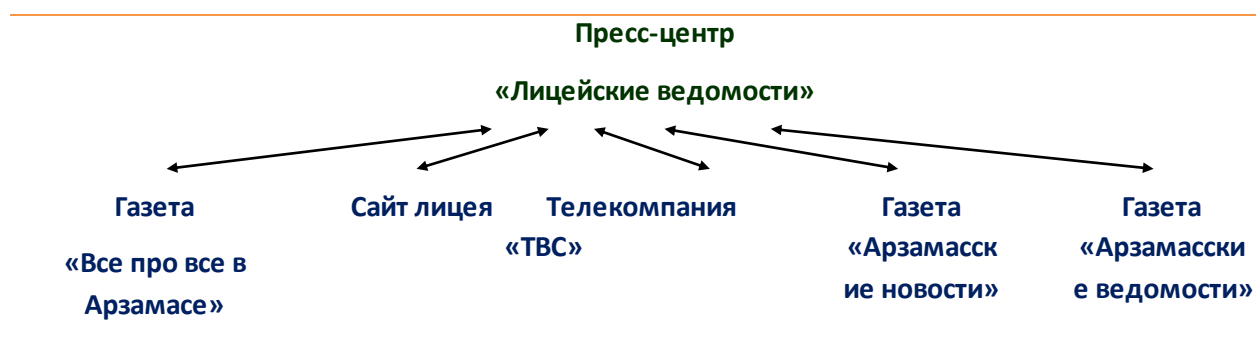 Пресс-центр
«Лицейские ведомости»
Газета
«Все про все в
Арзамасе»
Сайт лицея
Телекомпания
«ТВС»
Газета
«Арзамасск
ие новости»
Газета
«Арзамасски
е ведомости»